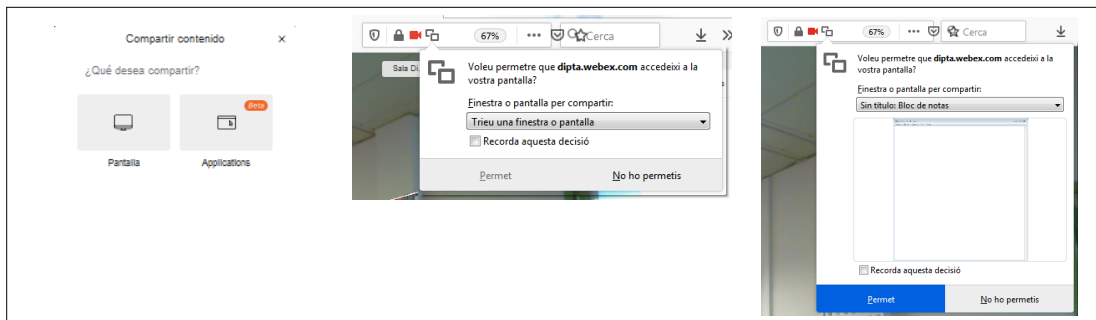 Compartir contenido
¿Qué desea compartir?
Beta
Pantalla
Applications
67%
Cerca
Sala Di
Voleu permetre que dipta.webex.com accedeixi a la
vostra pantalla?
Finestra o pantalla per compartir:
Trieu una finestra o pantalla
Recorda aquesta decisió
Permet
No ho permetis
67%
Cerca
Voleu permetre que dipta.webex.com accedeixi a la
vostra pantalla?
Finestra o pantalla per compartir:
Sin título: Bloc de notas
Recorda aquesta decisió
Permet
No ho permetis